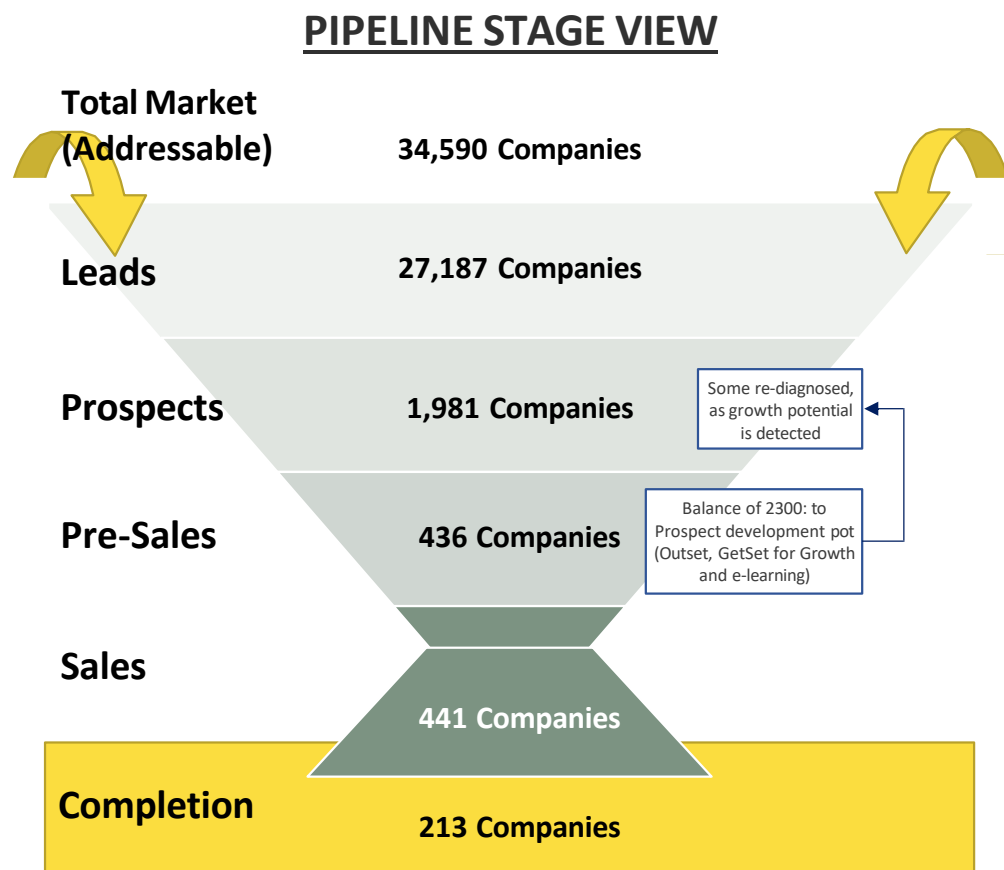 PIPELINE STAGE VIEW
Total Market
(Addressable)
34,590 Companies
Leads
27,187 Companies
Prospects
1,981 Companies
Some re-diagnosed,
as growth potential
is detected
Pre-Sales
436 Companies
Balance of 2300: to
Prospect development pot
(Outset, GetSet for Growth
and e-learning)
Sales
441 Companies
Completion
213 Companies